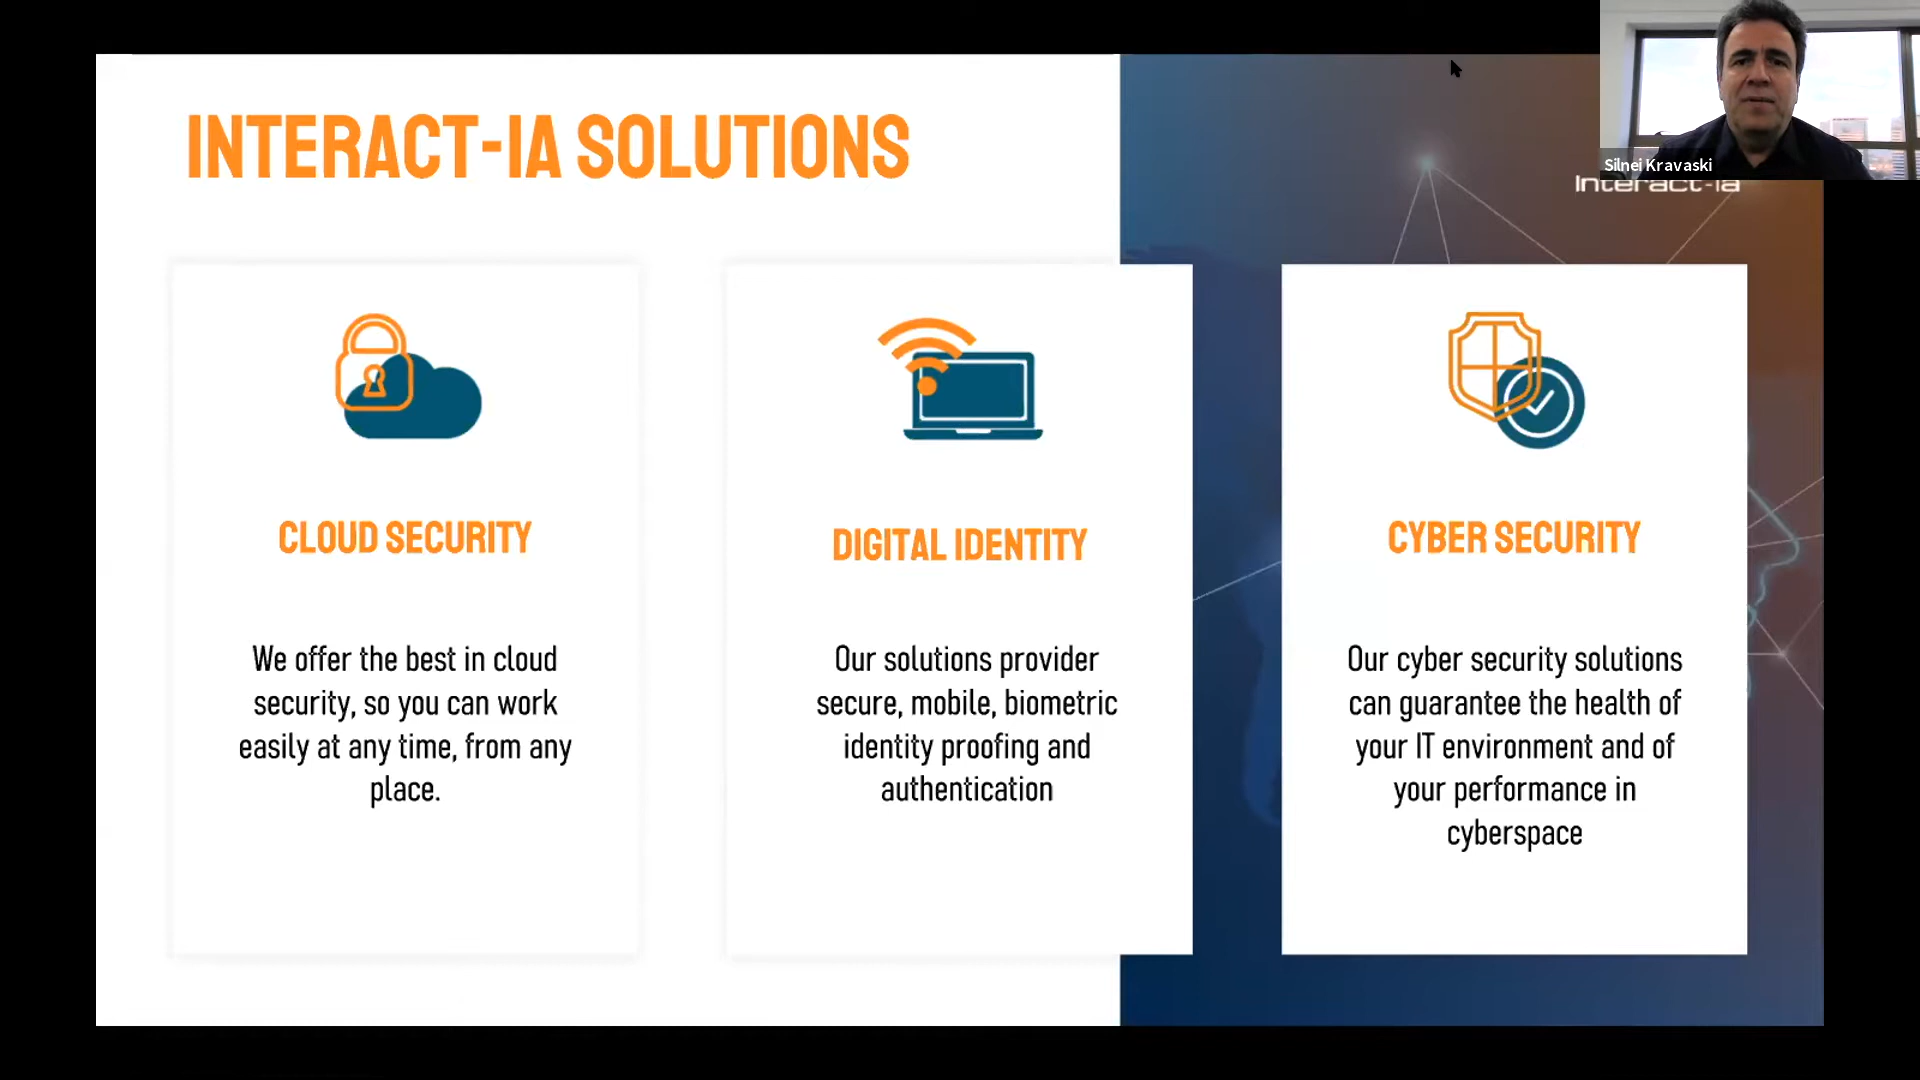 INTERACT-IA SOLUTIONS
Silnei Kravaski
Interact-ia
CLOUD SECURITY
We offer the best in cloud
security, so you can work
easily at any time, from any
place.
DIGITAL IDENTITY
Our solutions provider
secure, mobile, biometric
identity proofing and
authentication
CYBER SECURITY
Our cyber security solutions
can guarantee the health of
your IT environment and of
your performance in
cyberspace